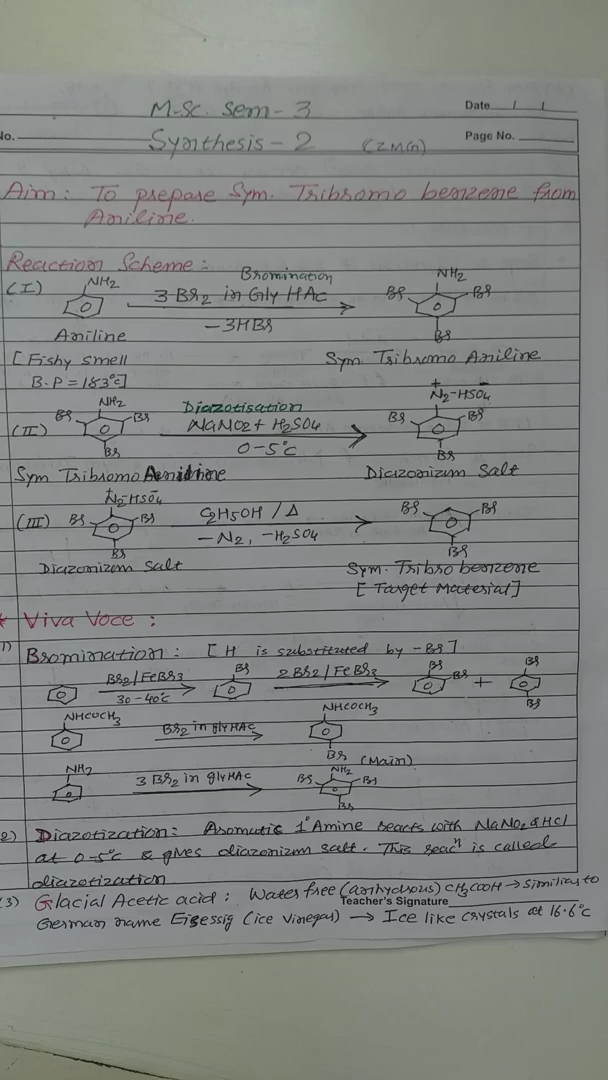 M.Sc. Sem - 3
Date / /
No.
Synthesis - 2 (2M(n)
Page No.
Aim: To prepare Sym. Tribromo benzene from
Aniline.
Reaction Scheme:
(I) NH2 Bromination NH2
3 Br2 in Gly HAc Br Br
-3HBr Br
Aniline
[Fishy smell Sym Tribromo Aniline
B.P = 183°c]
NH2 Diazotisation N2-HSO4
+ -
(II) Br Br NaNO2 + H2SO4 Br Br
Br 0-5°c Br
Sym Tribromo Aniline Diazonium Salt
+ -
N2-HSO4
(III) Br Br C2H5OH / Δ Br Br
Br -N2, -H2SO4 Br
Diazonium Salt Sym. Tribro benzene
[Target Material]
* Viva Voce:
1) Bromination: [H is substituted by -Br]
Br2/FeBr3 Br 2 Br2/FeBr3 Br Br + Br
30-40°c Br
NHCOCH3 Br2 in gly HAc NHCOCH3
Br (Main)
NH2 3 Br2 in gly HAc NH2
Br Br
Br
2) Diazotization: Aromatic 1° Amine reacts with NaNO2 & HCl
at 0-5°c & gives diazonium salt. This reacn is called
diazotization
(3) Glacial Acetic acid: Water free (anhydrous) CH3COOH → similar to
Teacher's Signature
German name Eisessig (ice vinegar) → Ice like crystals at 16.6°c